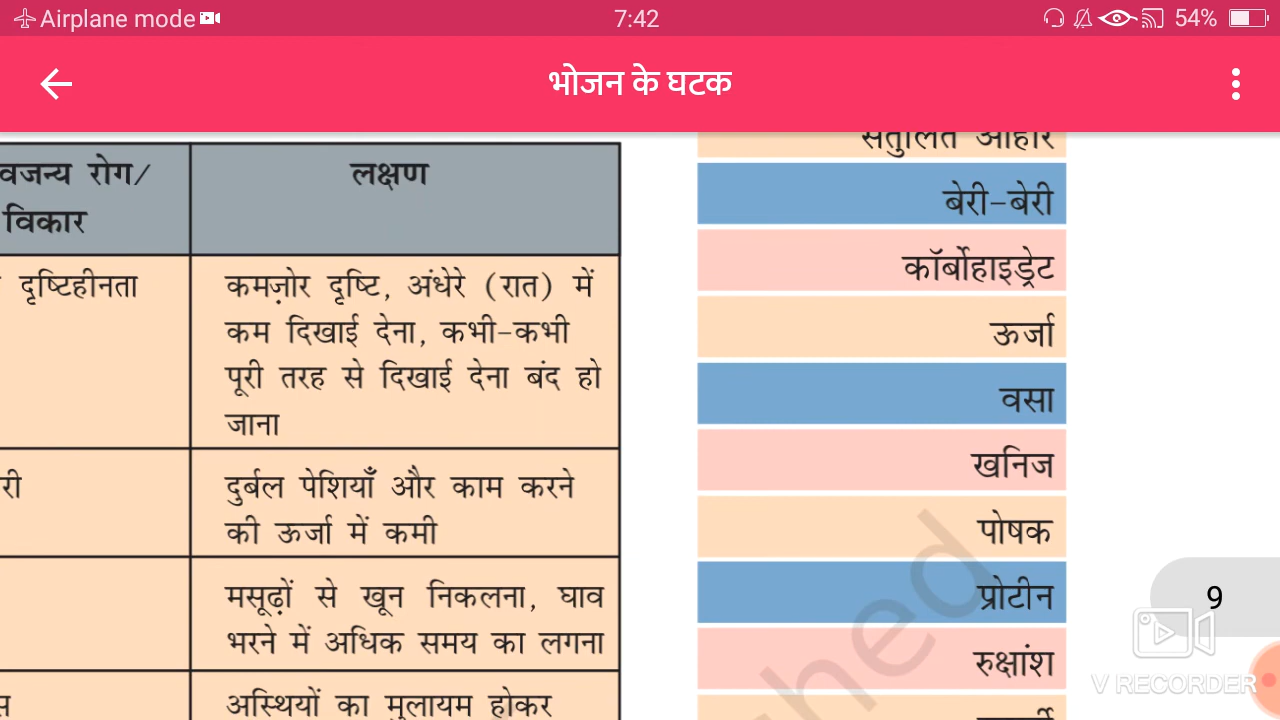 Airplane mode 7:42 54%
भोजन के घटक
वजन्य रोग/
विकार
लक्षण
दृष्टिहीनता
कमज़ोर दृष्टि, अंधेरे (रात) में
कम दिखाई देना, कभी-कभी
पूरी तरह से दिखाई देना बंद हो
जाना
री
दुर्बल पेशियाँ और काम करने
की ऊर्जा में कमी
मसूढ़ों से खून निकलना, घाव
भरने में अधिक समय का लगना
स
अस्थियों का मुलायम होकर
संतुलित आहार
बेरी-बेरी
कॉर्बोहाइड्रेट
ऊर्जा
वसा
खनिज
पोषक
प्रोटीन
रुक्षांश
shed
9
V RECORDER